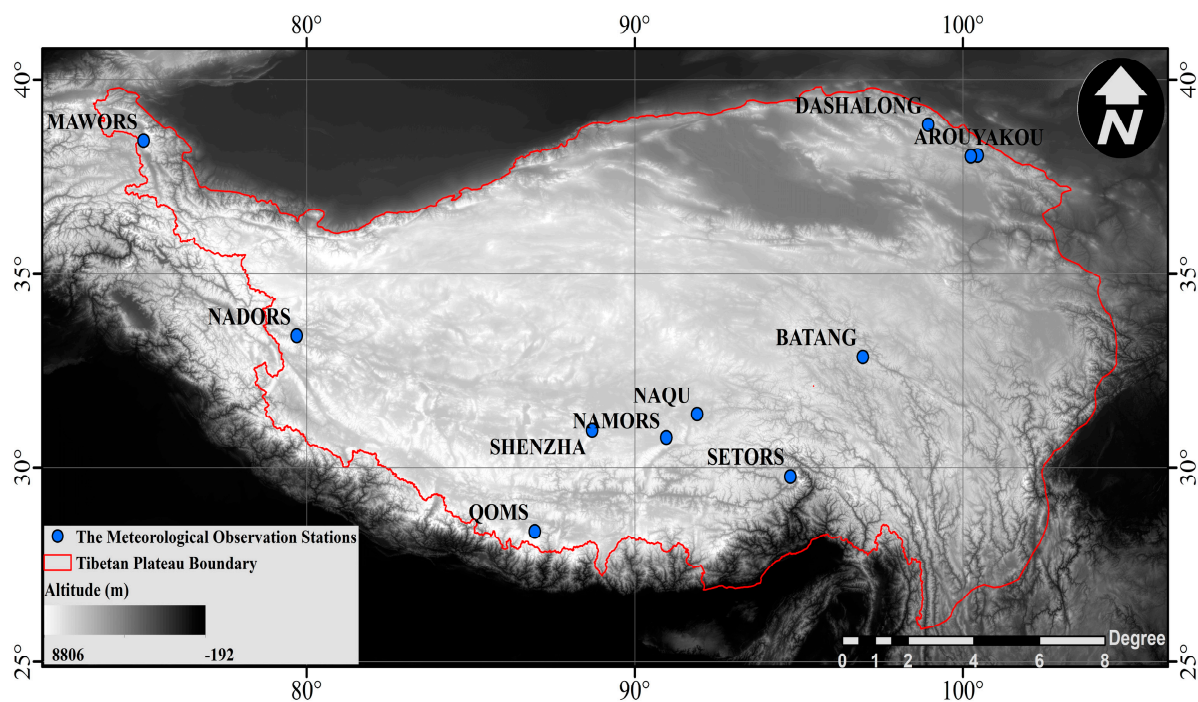 80° 90° 100°
40° 40°
DASHALONG
MAWORS
AROUYAKOU
N
35° 35°
NADORS
BATANG
NAQU
NAMORS
SHENZHA
SETORS
30° 30°
QOMS
The Meteorological Observation Stations
Tibetan Plateau Boundary
Altitude (m)
8806 -192
Degree
0 1 2 4 6 8
25° 25°
80° 90° 100°